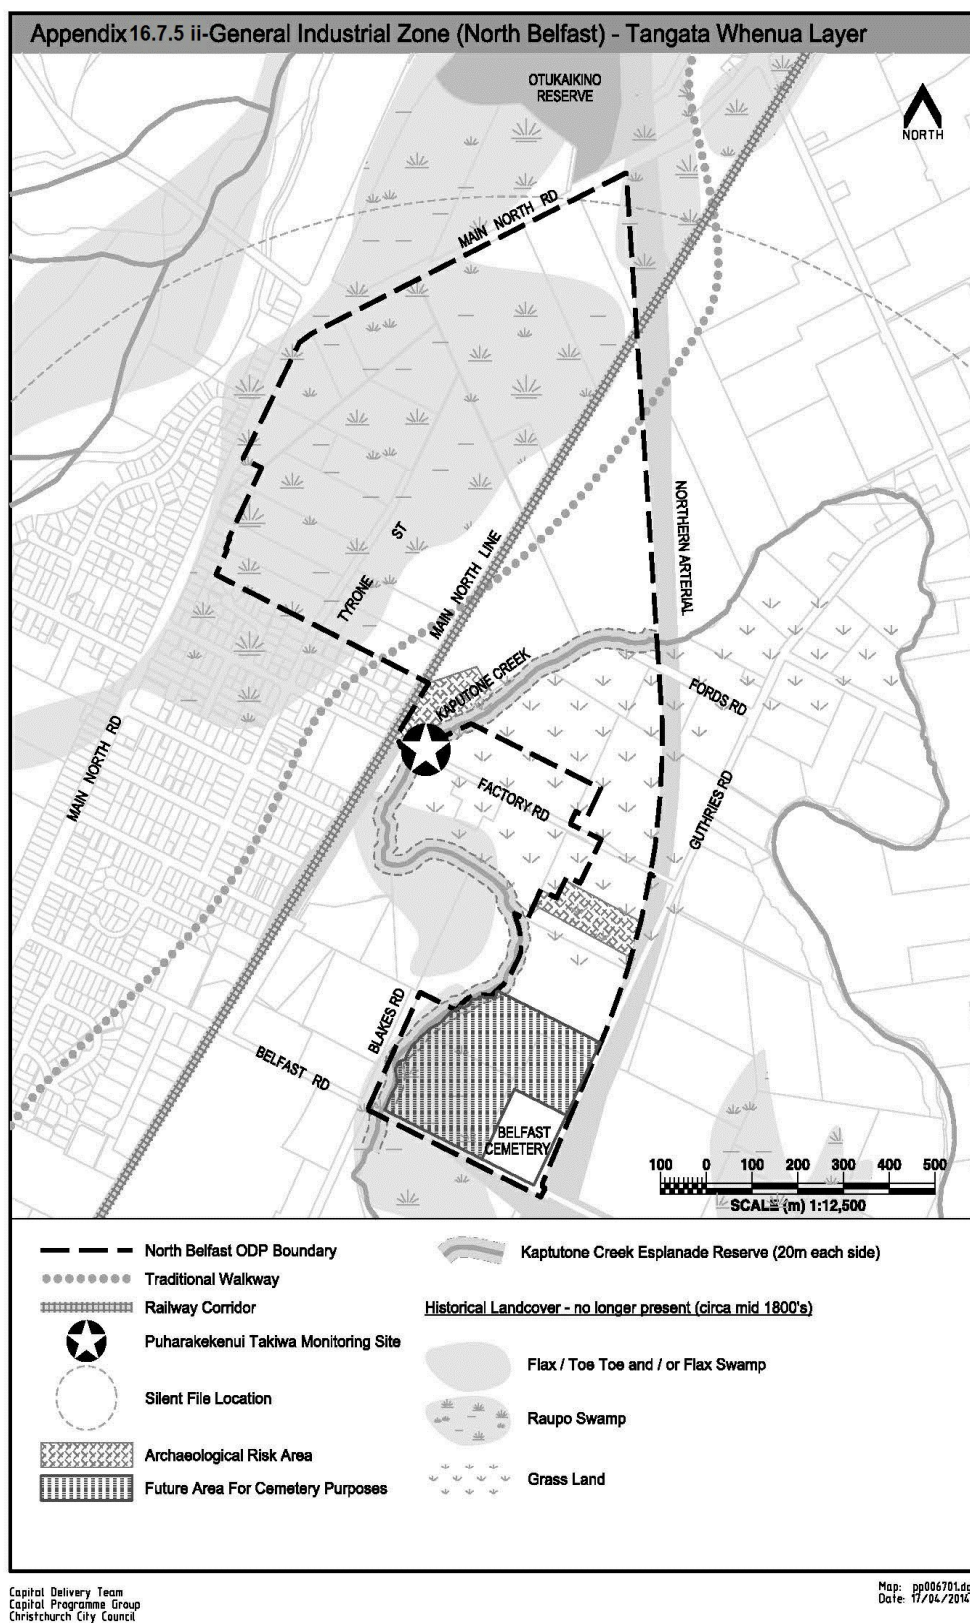 Appendix 16.7.5 ii-General Industrial Zone (North Belfast) - Tangata Whenua Layer
OTUKAIKINO
RESERVE
NORTH
MAIN NORTH RD
NORTHERN ARTERIAL
TYRONE ST
MAIN NORTH LINE
KAPUTONE CREEK
FORDS RD
MAIN NORTH RD
FACTORY RD
GUTHRIES RD
BLAKES RD
BELFAST RD
BELFAST
CEMETERY
100 0 100 200 300 400 500
SCALE (m) 1:12,500
North Belfast ODP Boundary
Traditional Walkway
Railway Corridor
Puharakekenui Takiwa Monitoring Site
Silent File Location
Archaeological Risk Area
Future Area For Cemetery Purposes
Kaptutone Creek Esplanade Reserve (20m each side)
Historical Landcover - no longer present (circa mid 1800's)
Flax / Toe Toe and / or Flax Swamp
Raupo Swamp
Grass Land
Capital Delivery Team
Capital Programme Group
Christchurch City Council
Map:
Date: 17/04/2014